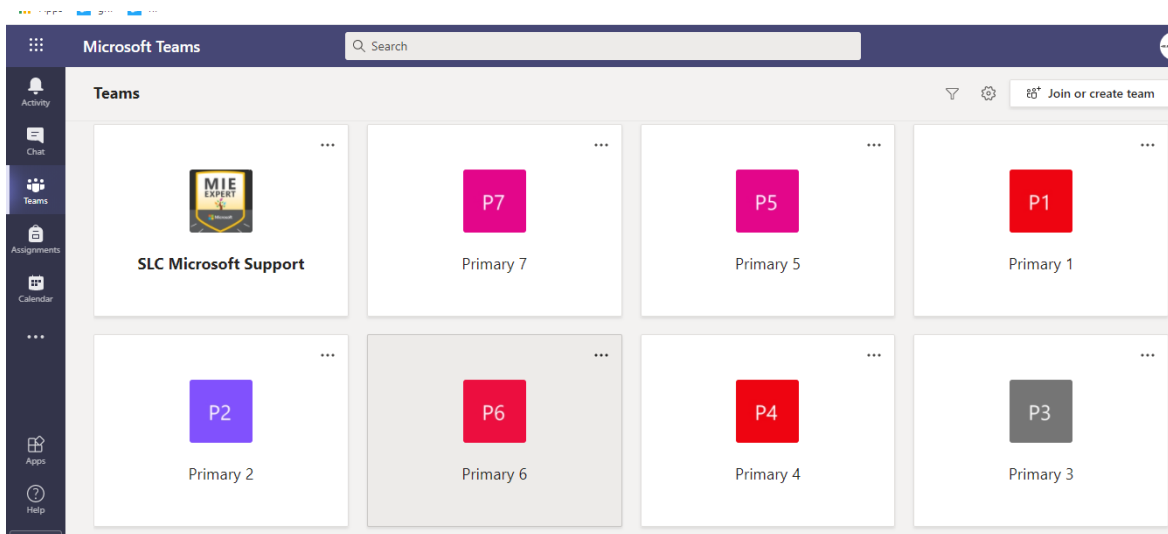 Microsoft Teams
Search
Activity
Chat
Teams
Assignments
Calendar
Apps
Help
Teams
Join or create team
MIE
EXPERT
Microsoft
SLC Microsoft Support
P7
Primary 7
P5
Primary 5
P1
Primary 1
P2
Primary 2
P6
Primary 6
P4
Primary 4
P3
Primary 3